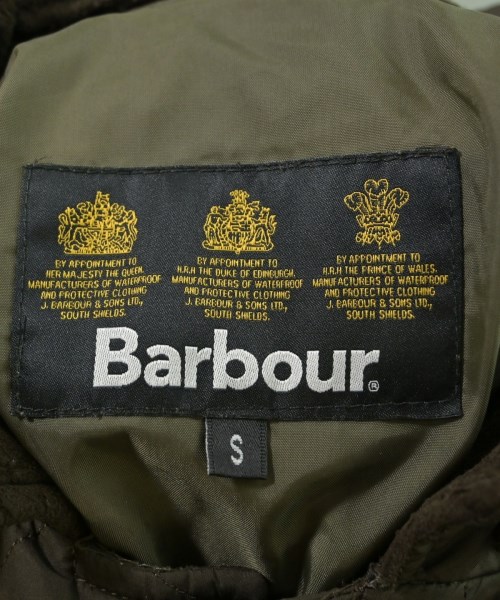 BY APPOINTMENT TO
HER MAJESTY THE QUEEN.
MANUFACTURERS OF WATERPROOF
AND PROTECTIVE CLOTHING
J. BARBOUR & SONS LTD.,
SOUTH SHIELDS.
BY APPOINTMENT TO
H.R.H. THE DUKE OF EDINBURGH.
MANUFACTURERS OF WATERPROOF
AND PROTECTIVE CLOTHING
J. BARBOUR & SONS LTD.,
SOUTH SHIELDS.
BY APPOINTMENT TO
H.R.H THE PRINCE OF WALES.
MANUFACTURERS OF WATERPROOF
AND PROTECTIVE CLOTHING
J. BARBOUR & SONS LTD.,
SOUTH SHIELDS.
Barbour®
S